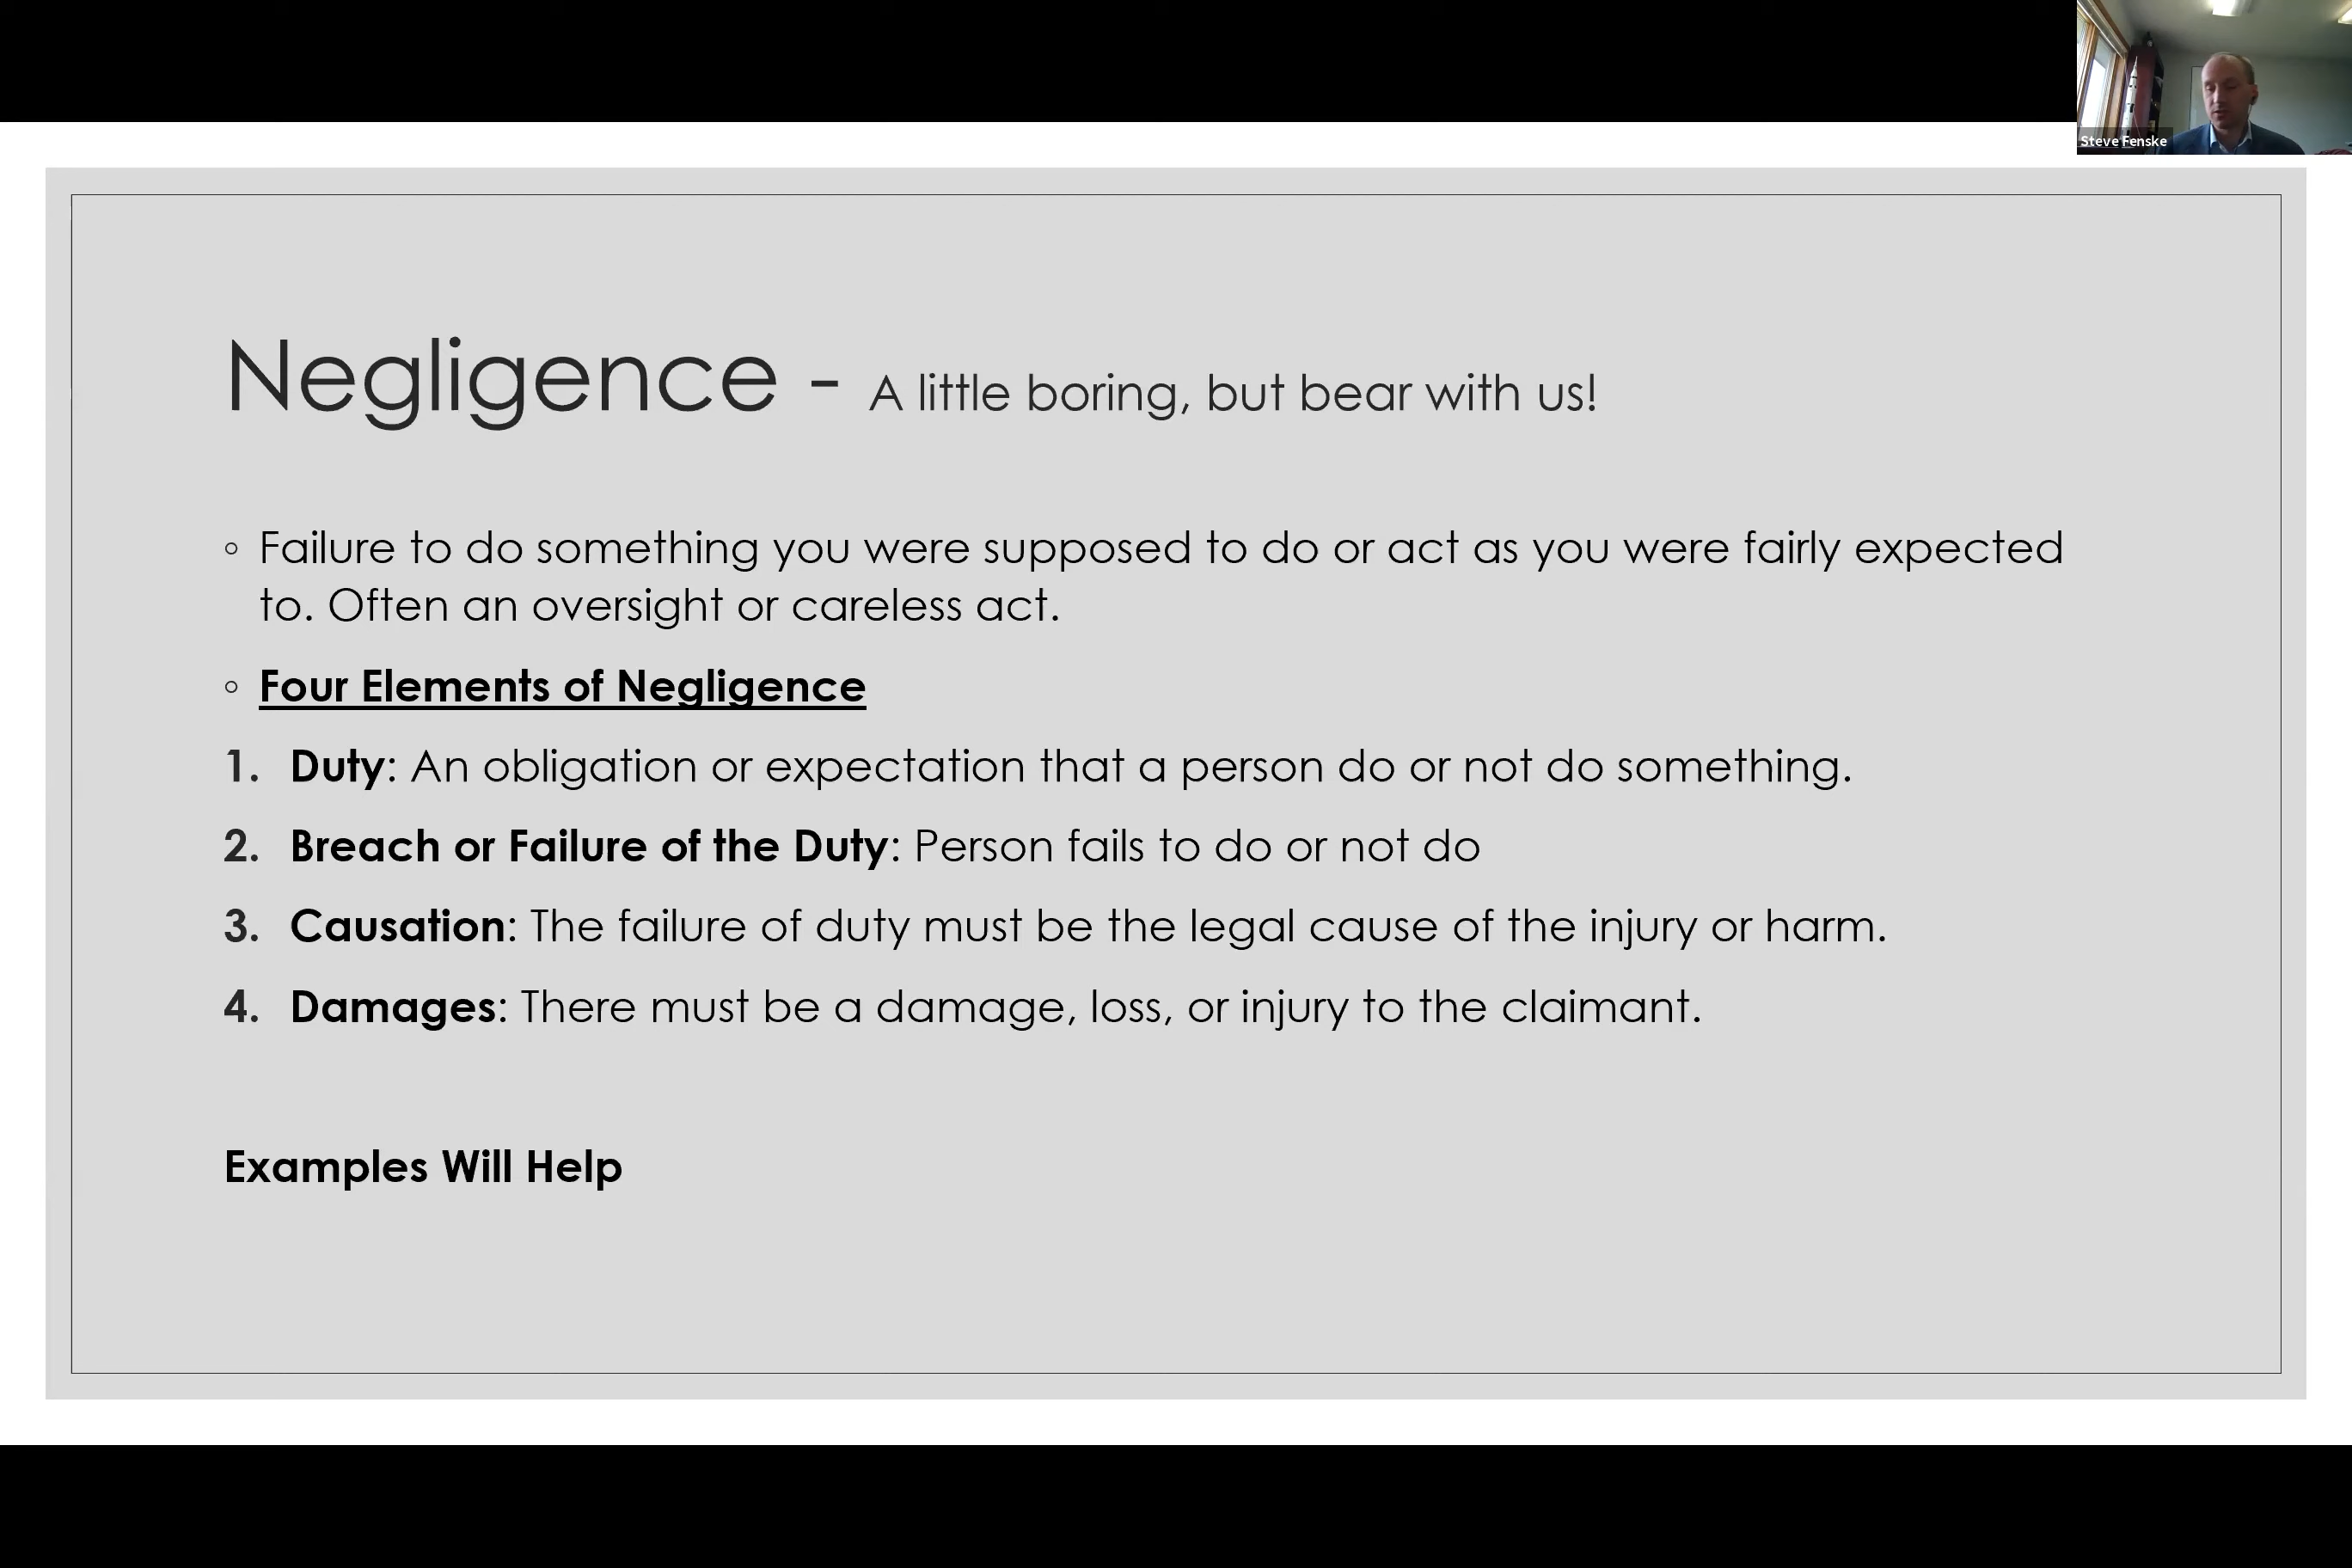 Steve Fenske
Negligence - A little boring, but bear with us!
◦ Failure to do something you were supposed to do or act as you were fairly expected
to. Often an oversight or careless act.
◦ Four Elements of Negligence
1. Duty: An obligation or expectation that a person do or not do something.
2. Breach or Failure of the Duty: Person fails to do or not do
3. Causation: The failure of duty must be the legal cause of the injury or harm.
4. Damages: There must be a damage, loss, or injury to the claimant.
Examples Will Help